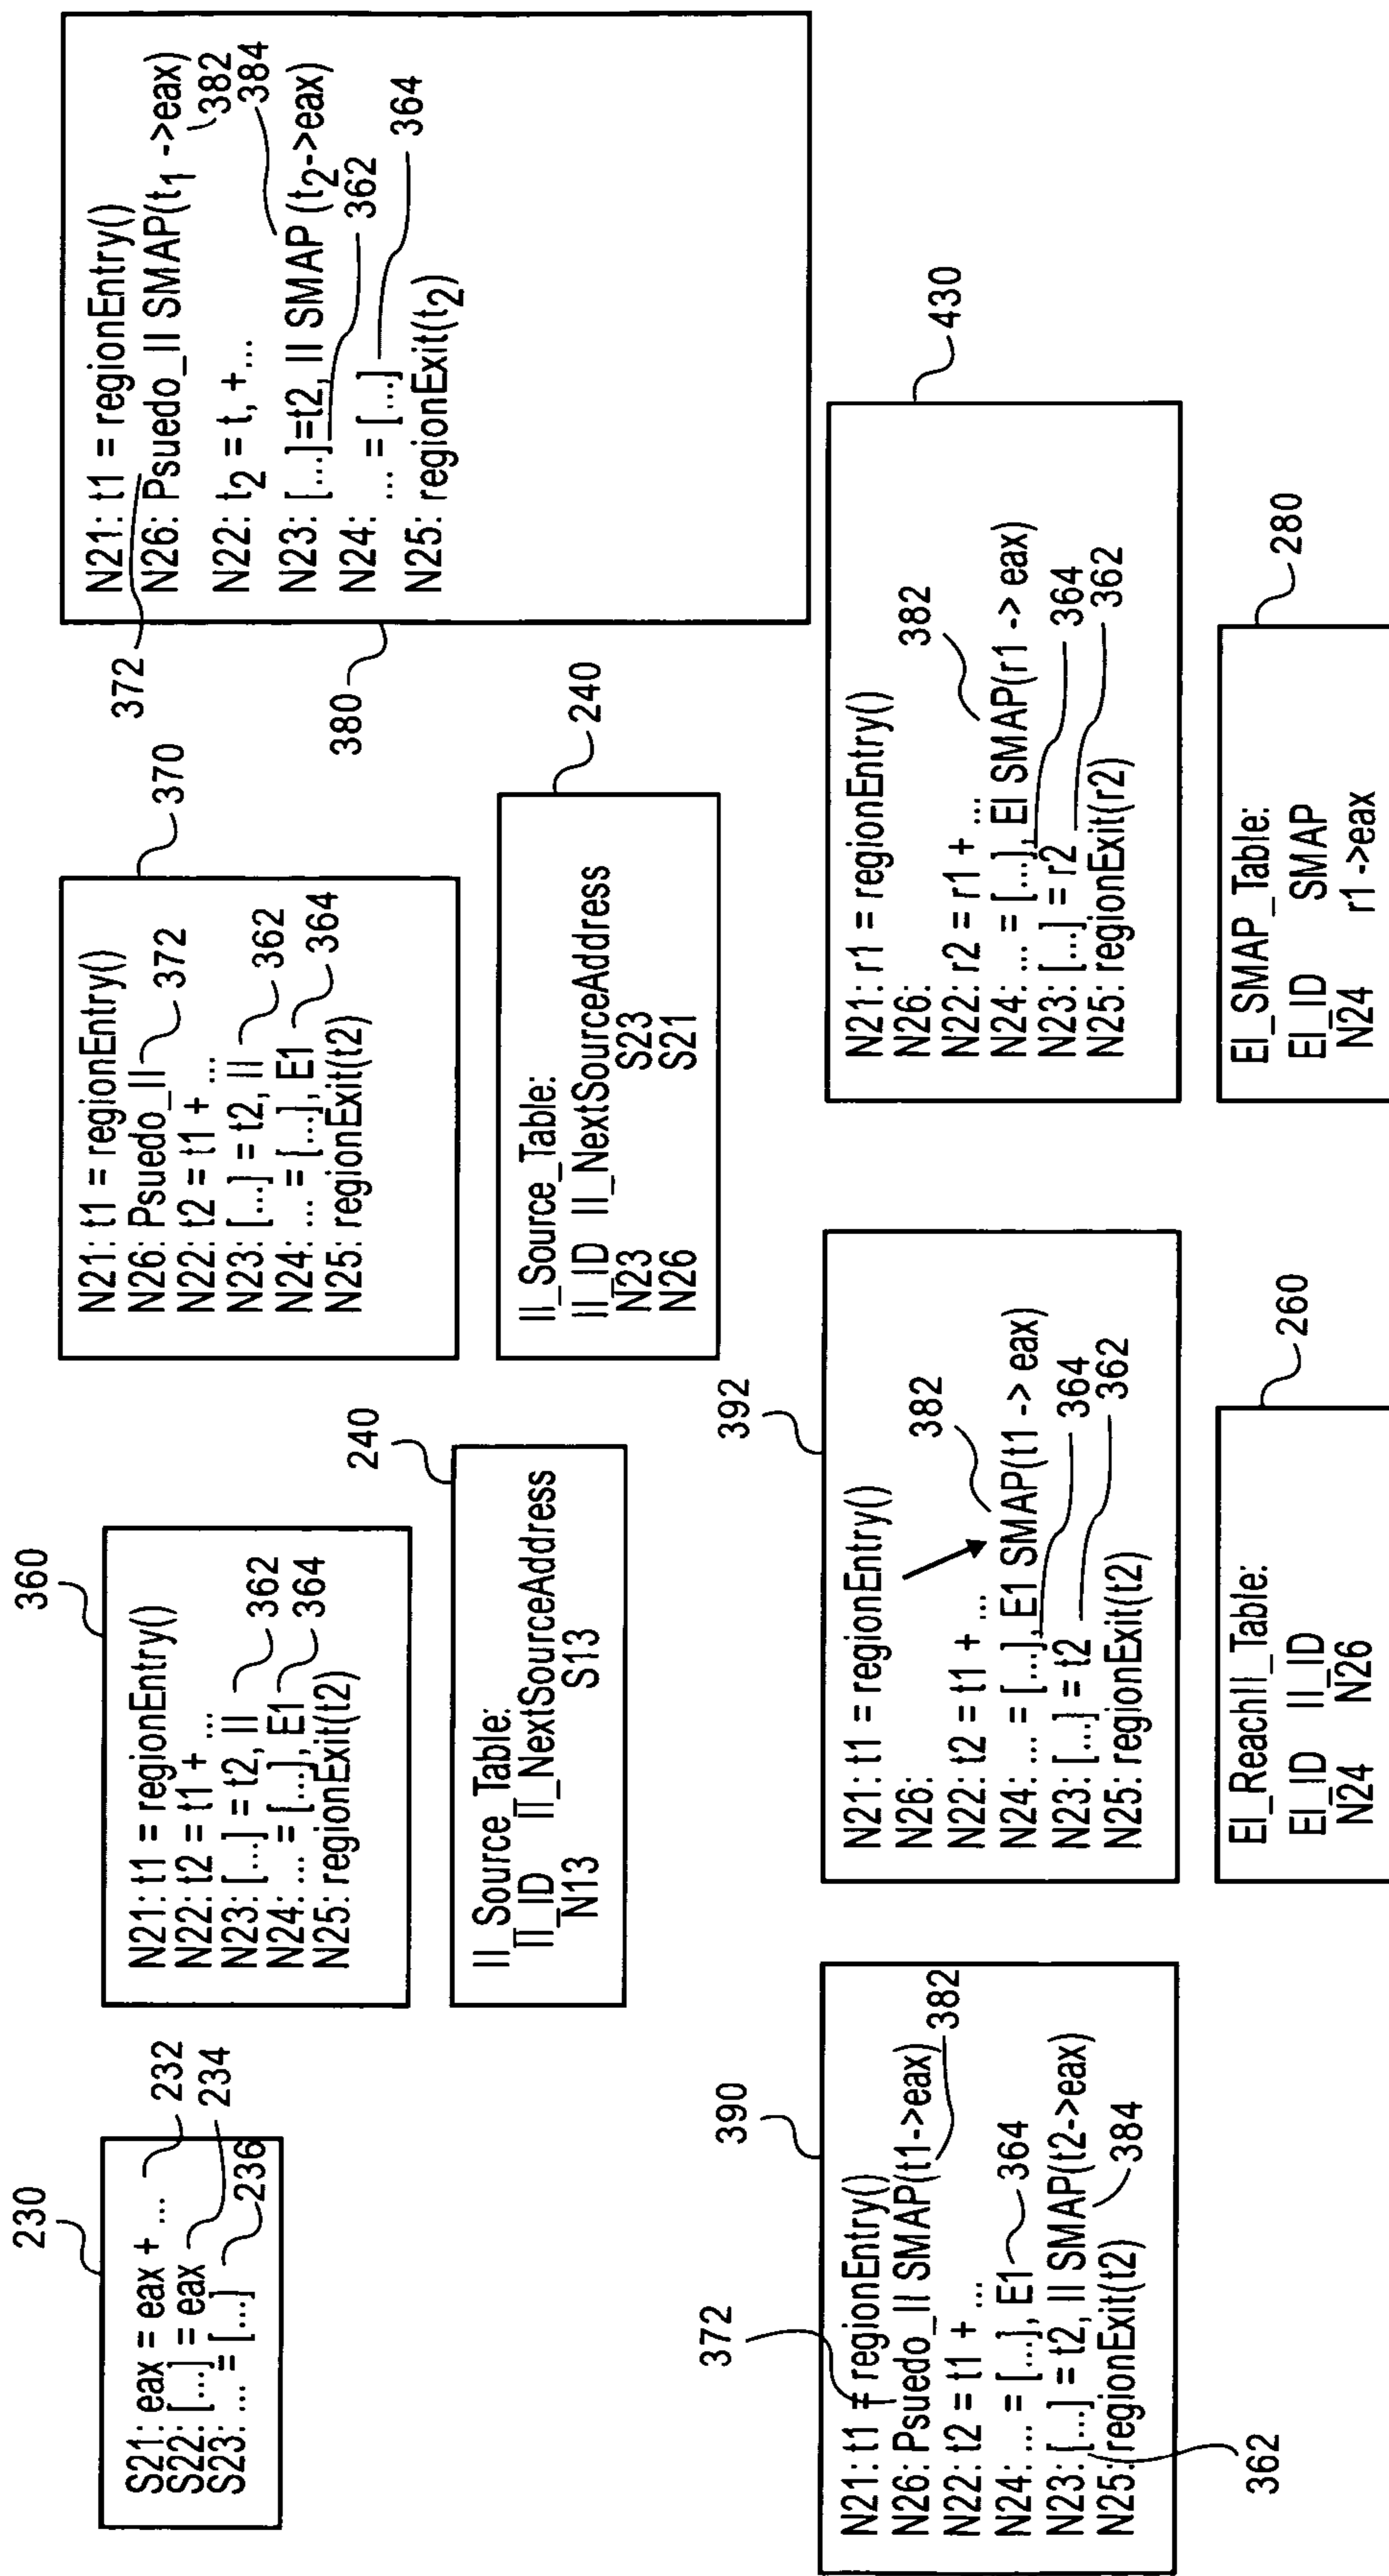 230
S21: eax = eax + ...
S22: [...] = eax
S23: ... = [...]
232
234
236
360
N21: t1 = regionEntry()
N22: t2 = t1 + ...
N23: [...] = t2, II
N24: ... = [...], E1
N25: regionExit(t2)
362
364
240
II_Source_Table:
II_ID II_NextSourceAddress
N13 S13
370
N21: t1 = regionEntry()
N26: Psuedo_II
N22: t2 = t1 + ...
N23: [...] = t2, II
N24: ... = [...], E1
N25: regionExit(t2)
372
362
364
240
II_Source_Table:
II_ID II_NextSourceAddress
N23 S23
N26 S21
372
380
N21: t1 = regionEntry()
N26: Psuedo_II SMAP(t1 ->eax)
N22: t2 = t, +...
N23: [...]=t2, II SMAP (t2->eax)
N24: ... = [...]
N25: regionExit(t2)
382
384
362
364
390
372
N21: t1 = regionEntry()
N26: Psuedo_II SMAP(t1->eax)
N22: t2 = t1 + ...
N24: ... = [...], E1
N23: [...] = t2, II SMAP(t2->eax)
N25: regionExit(t2)
382
364
384
362
392
N21: t1 = regionEntry()
N26:
N22: t2 = t1 + ...
N24: ... = [...], E1 SMAP(t1 -> eax)
N23: [...] = t2
N25: regionExit(t2)
382
364
362
260
EI_ReachII_Table:
EI_ID II_ID
N24 N26
430
N21: r1 = regionEntry()
N26:
N22: r2 = r1 + ...
N24: ... = [...], EI SMAP(r1 -> eax)
N23: [...] = r2
N25: regionExit(r2)
382
364
362
280
EI_SMAP_Table:
EI_ID SMAP
N24 r1 ->eax